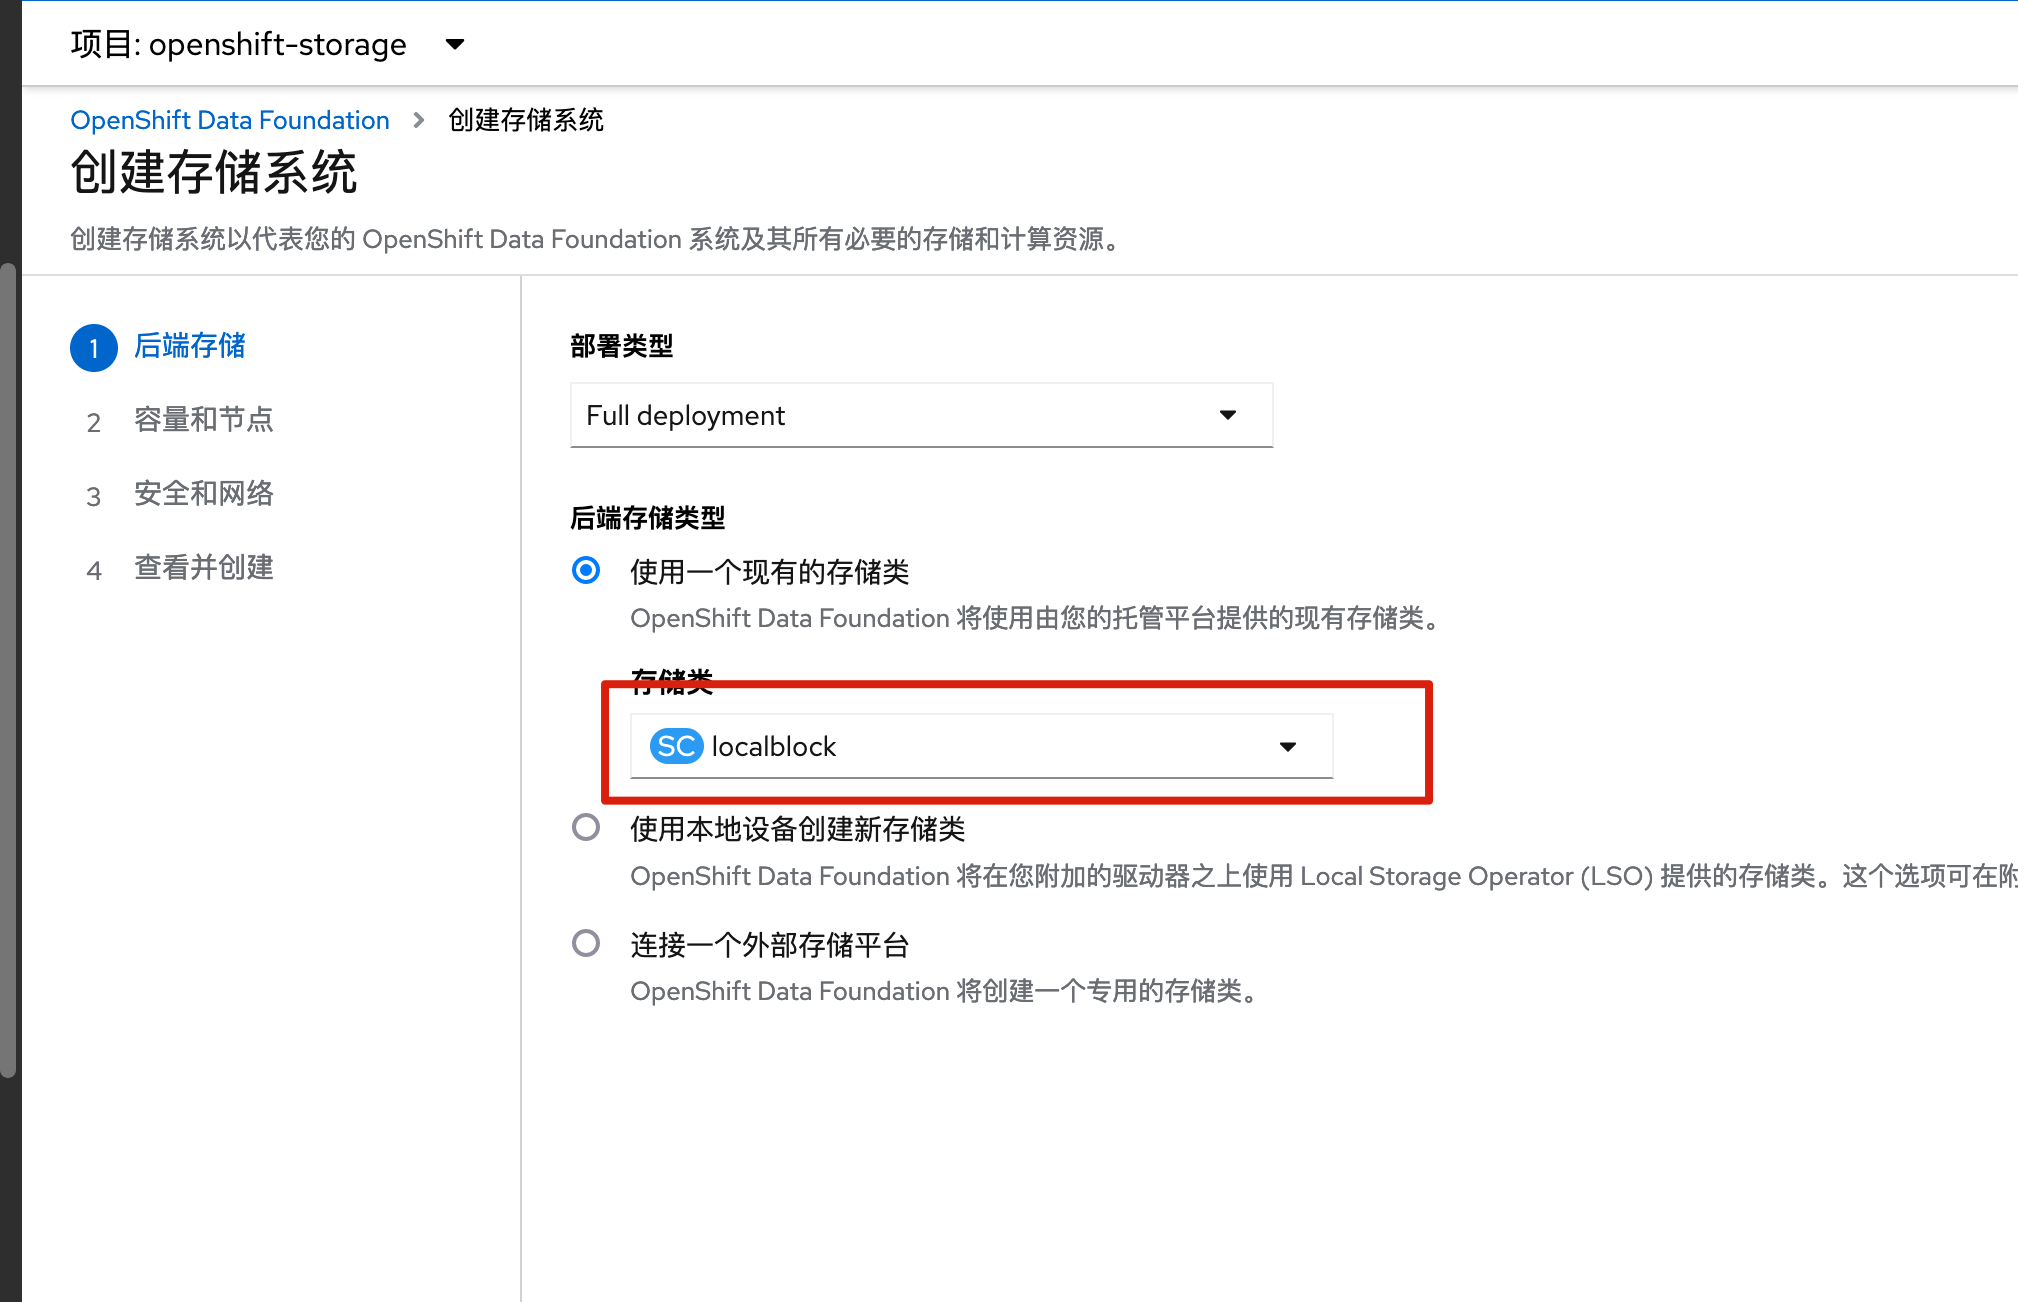 项目: openshift-storage
OpenShift Data Foundation > 创建存储系统
创建存储系统
创建存储系统以代表您的 OpenShift Data Foundation 系统及其所有必要的存储和计算资源。
1 后端存储
2 容量和节点
3 安全和网络
4 查看并创建
部署类型
Full deployment
后端存储类型
使用一个现有的存储类
OpenShift Data Foundation 将使用由您的托管平台提供的现有存储类。
存储类
SC localblock
使用本地设备创建新存储类
OpenShift Data Foundation 将在您附加的驱动器之上使用 Local Storage Operator (LSO) 提供的存储类。这个选项可在附
连接一个外部存储平台
OpenShift Data Foundation 将创建一个专用的存储类。